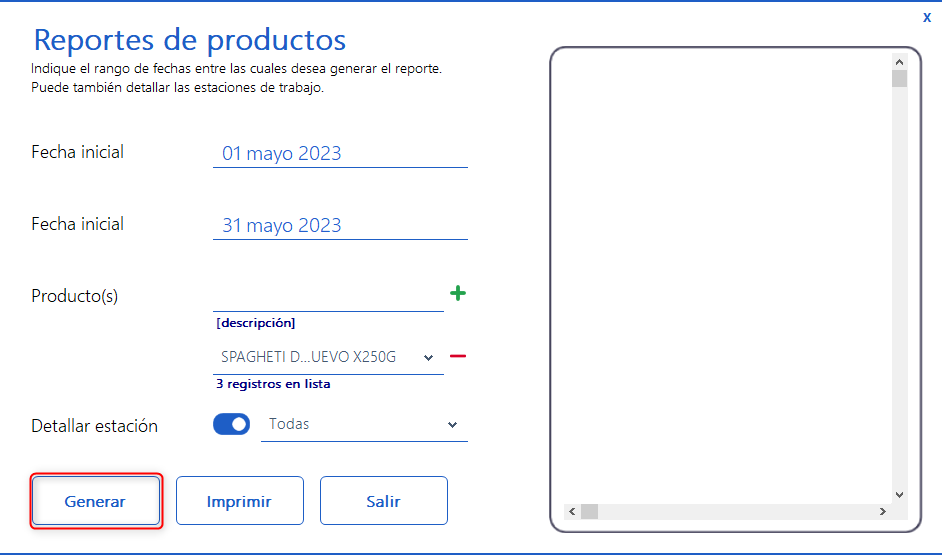 x
Reportes de productos
Indique el rango de fechas entre las cuales desea generar el reporte.
Puede también detallar las estaciones de trabajo.
Fecha inicial
01 mayo 2023
Fecha inicial
31 mayo 2023
Producto(s)
[descripción]
SPAGHETI D...UEVO X250G
3 registros en lista
Detallar estación
Todas
Generar
Imprimir
Salir